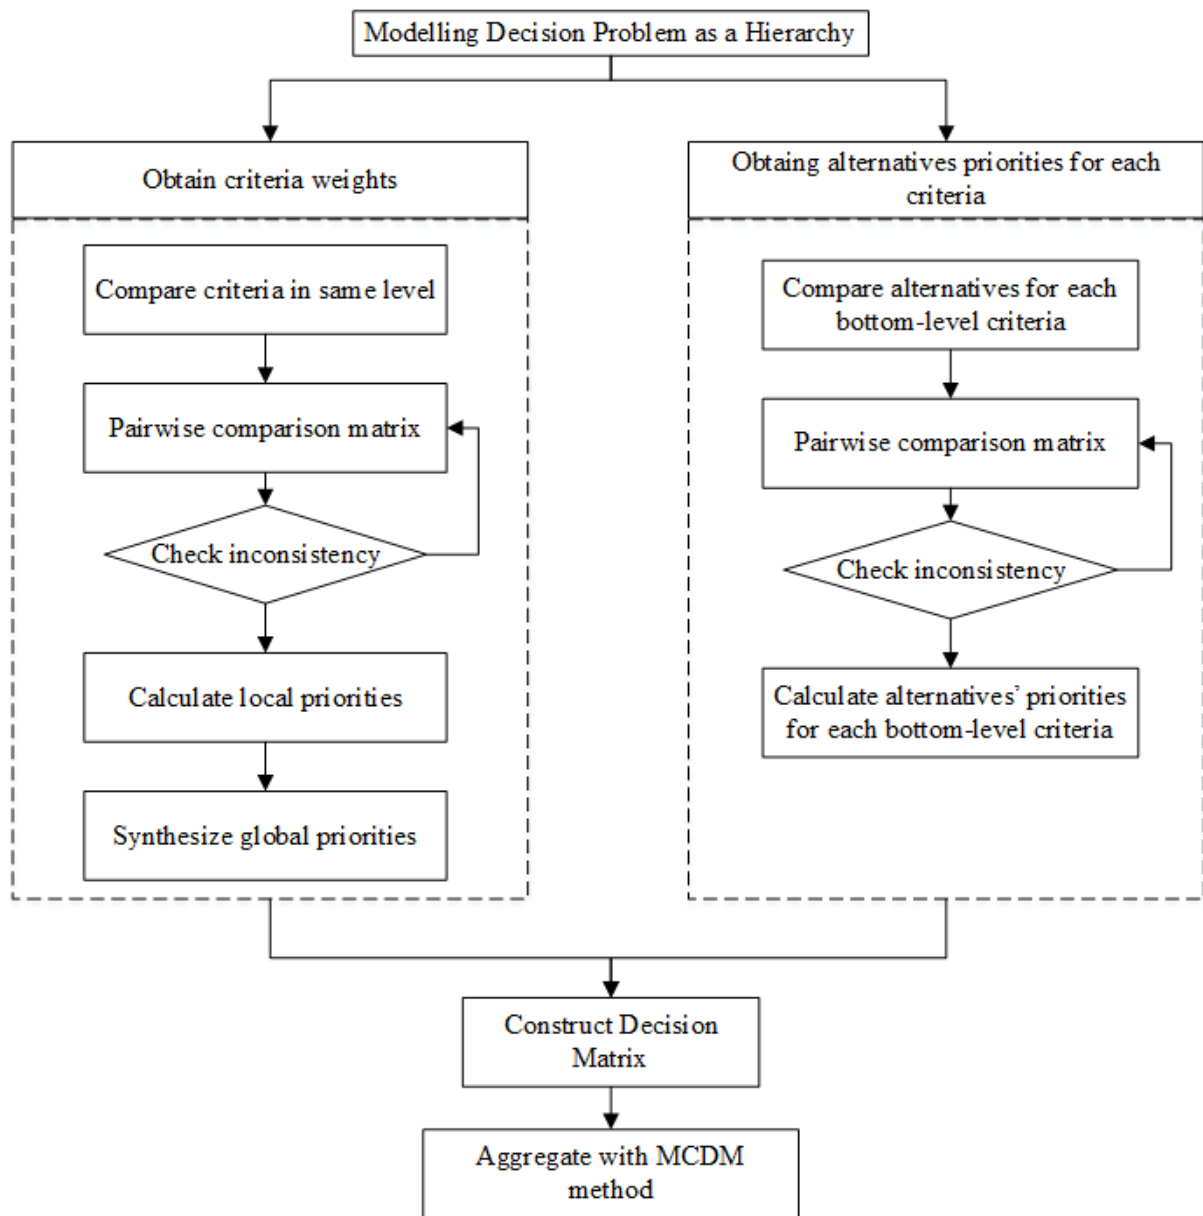 Modelling Decision Problem as a Hierarchy
Obtain criteria weights
Compare criteria in same level
Pairwise comparison matrix
Check inconsistency
Calculate local priorities
Synthesize global priorities
Obtaing alternatives priorities for each
criteria
Compare alternatives for each
bottom-level criteria
Pairwise comparison matrix
Check inconsistency
Calculate alternatives’ priorities
for each bottom-level criteria
Construct Decision
Matrix
Aggregate with MCDM
method